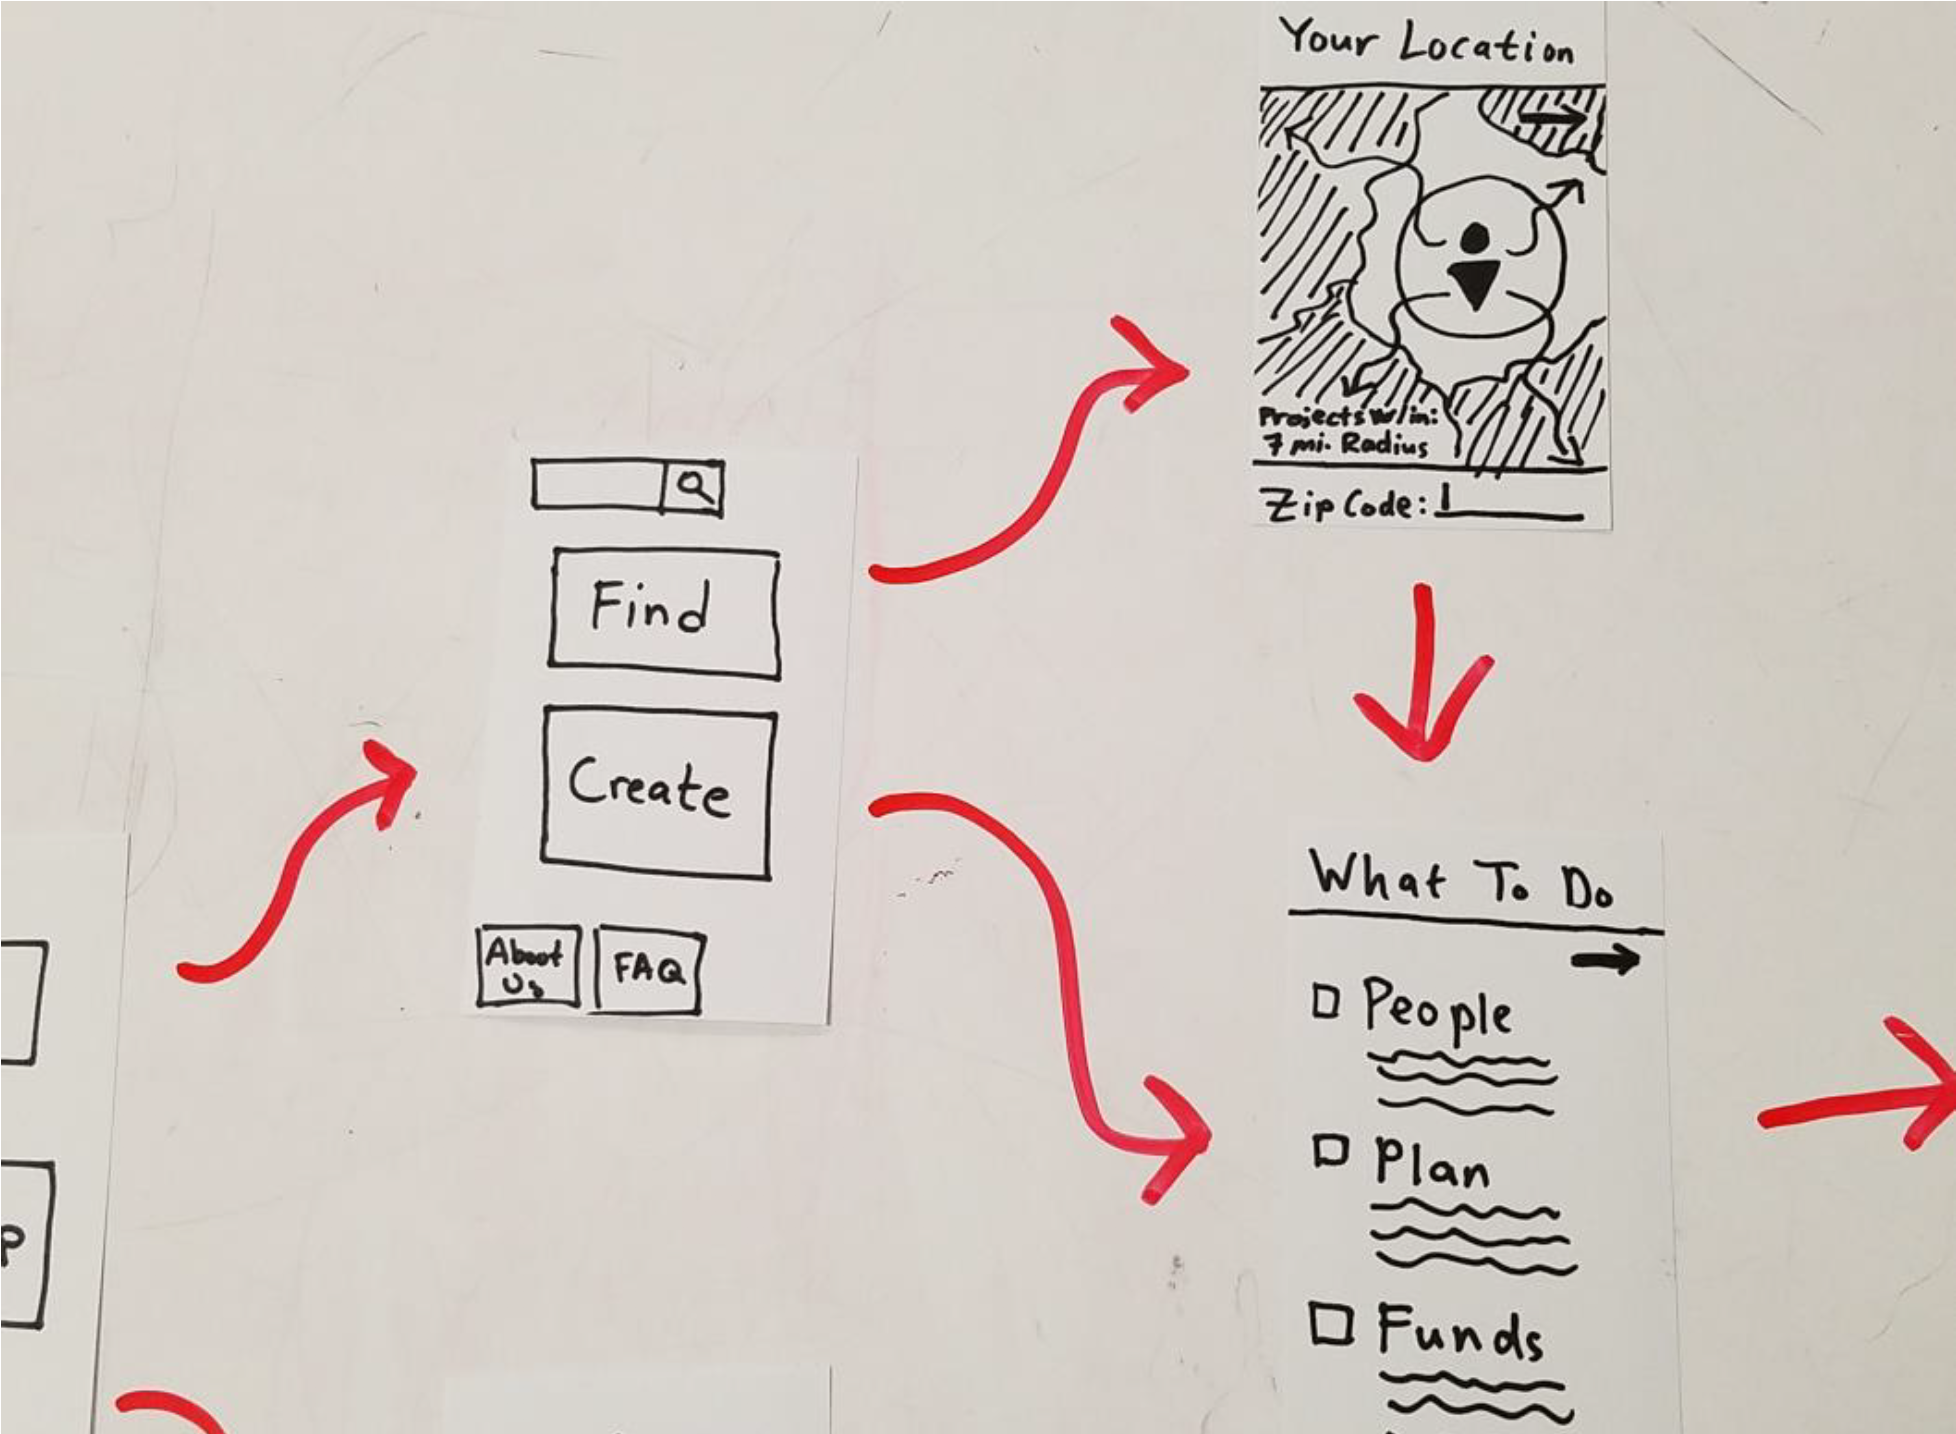 Your Location
Projects w/in:
7 mi. Radius
Zip Code:
Find
Create
About
Us
FAQ
What To Do
People
Plan
Funds
P